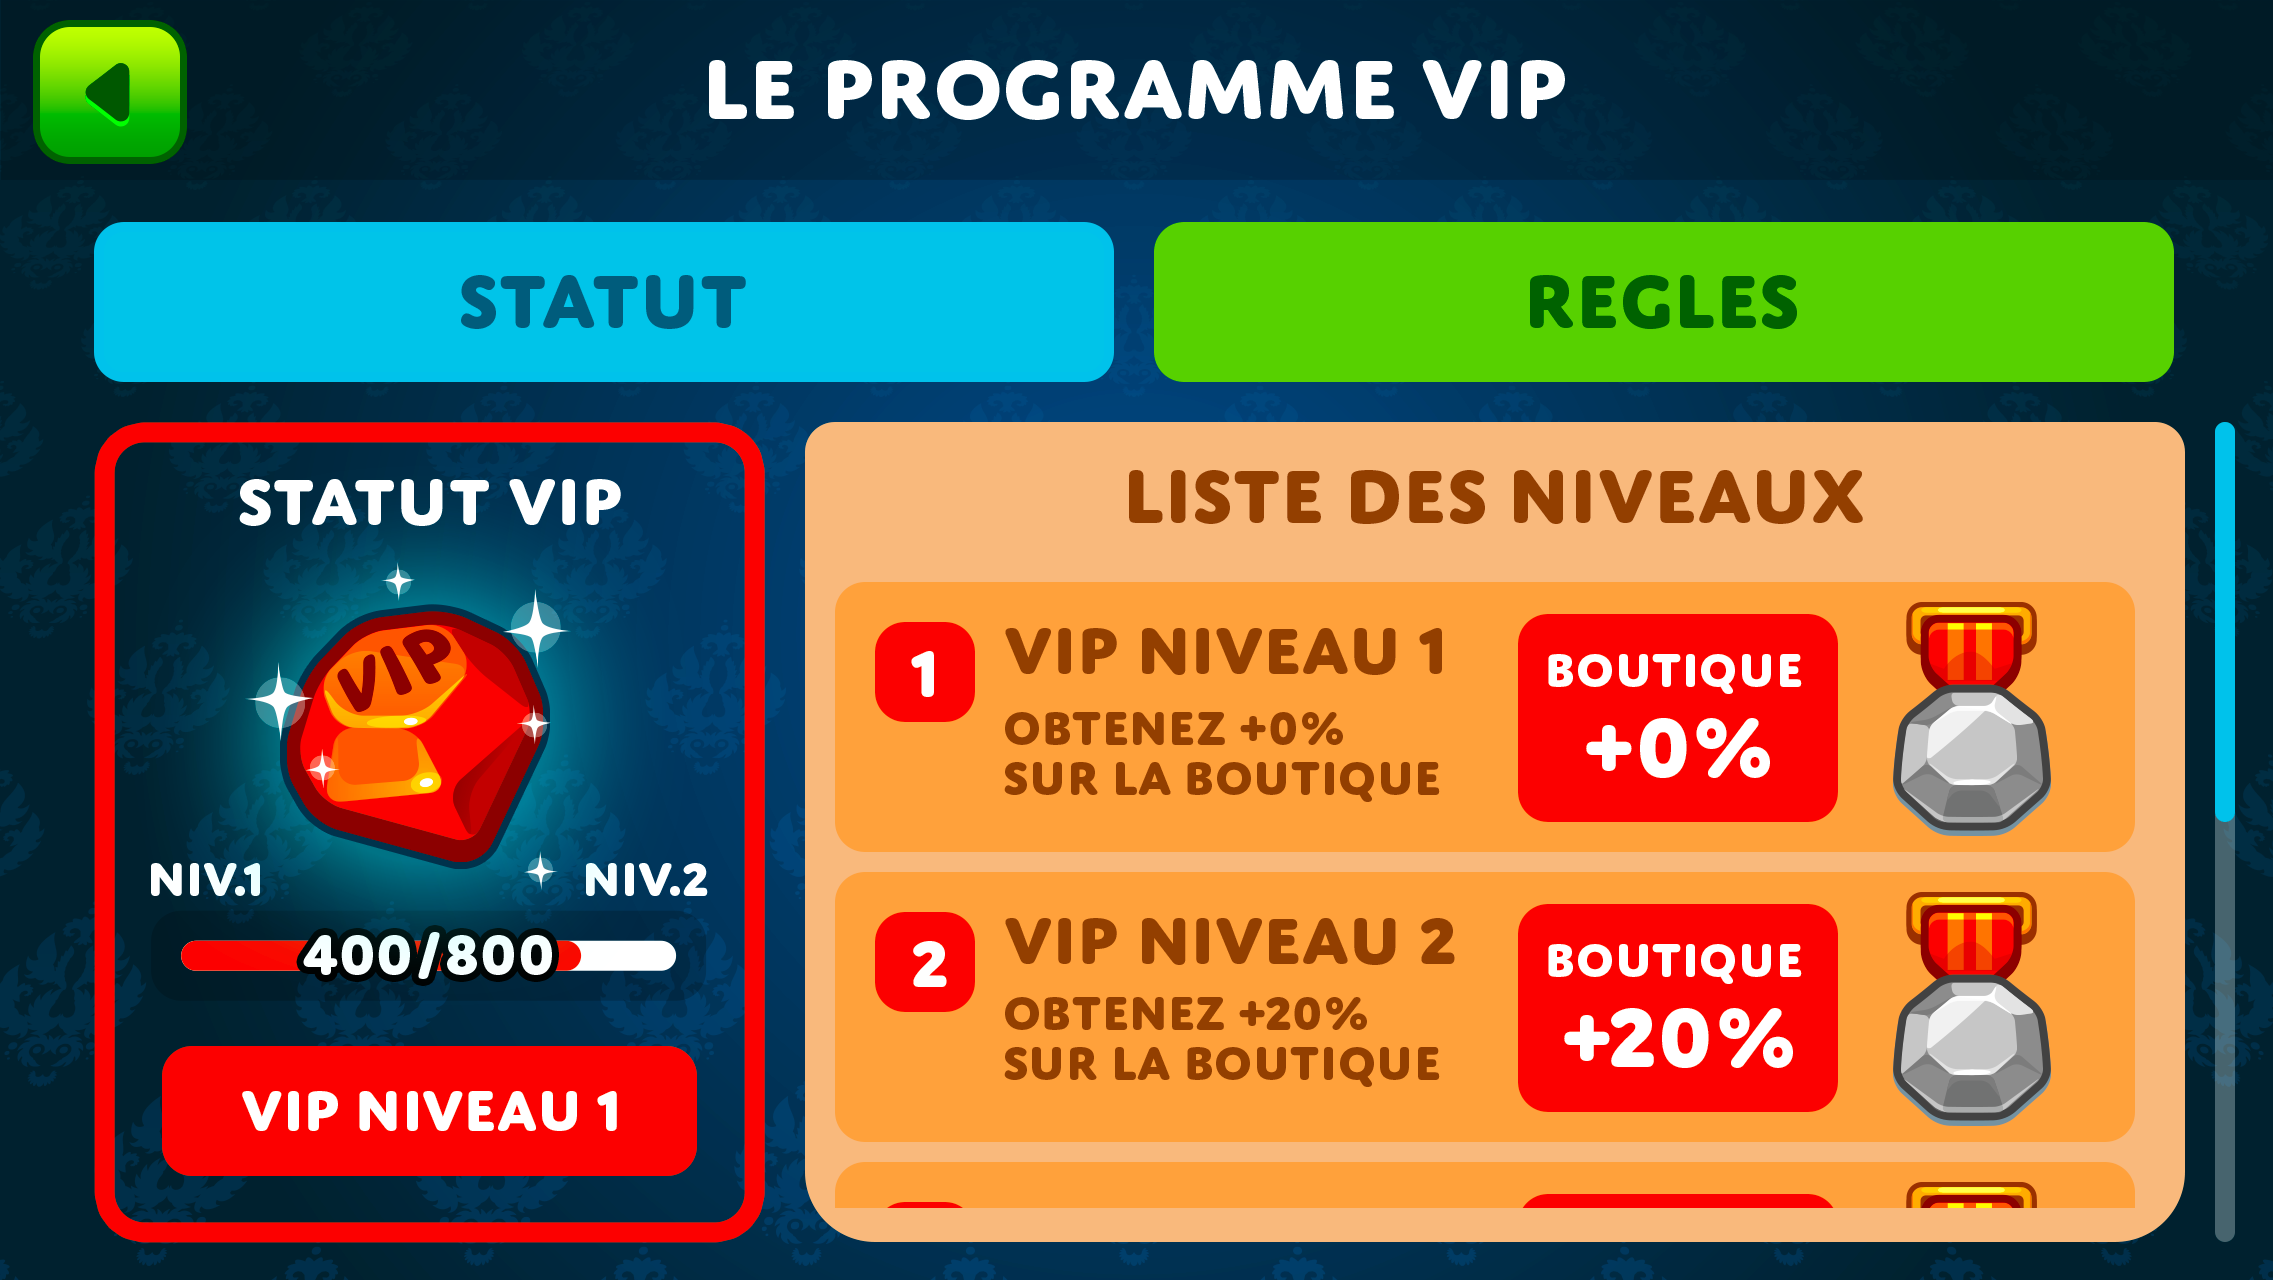 LE PROGRAMME VIP
STATUT
REGLES
STATUT VIP
VIP
NIV.1
NIV.2
400/800
VIP NIVEAU 1
LISTE DES NIVEAUX
1
VIP NIVEAU 1
OBTENEZ +0%
SUR LA BOUTIQUE
BOUTIQUE
+0%
2
VIP NIVEAU 2
OBTENEZ +20%
SUR LA BOUTIQUE
BOUTIQUE
+20%